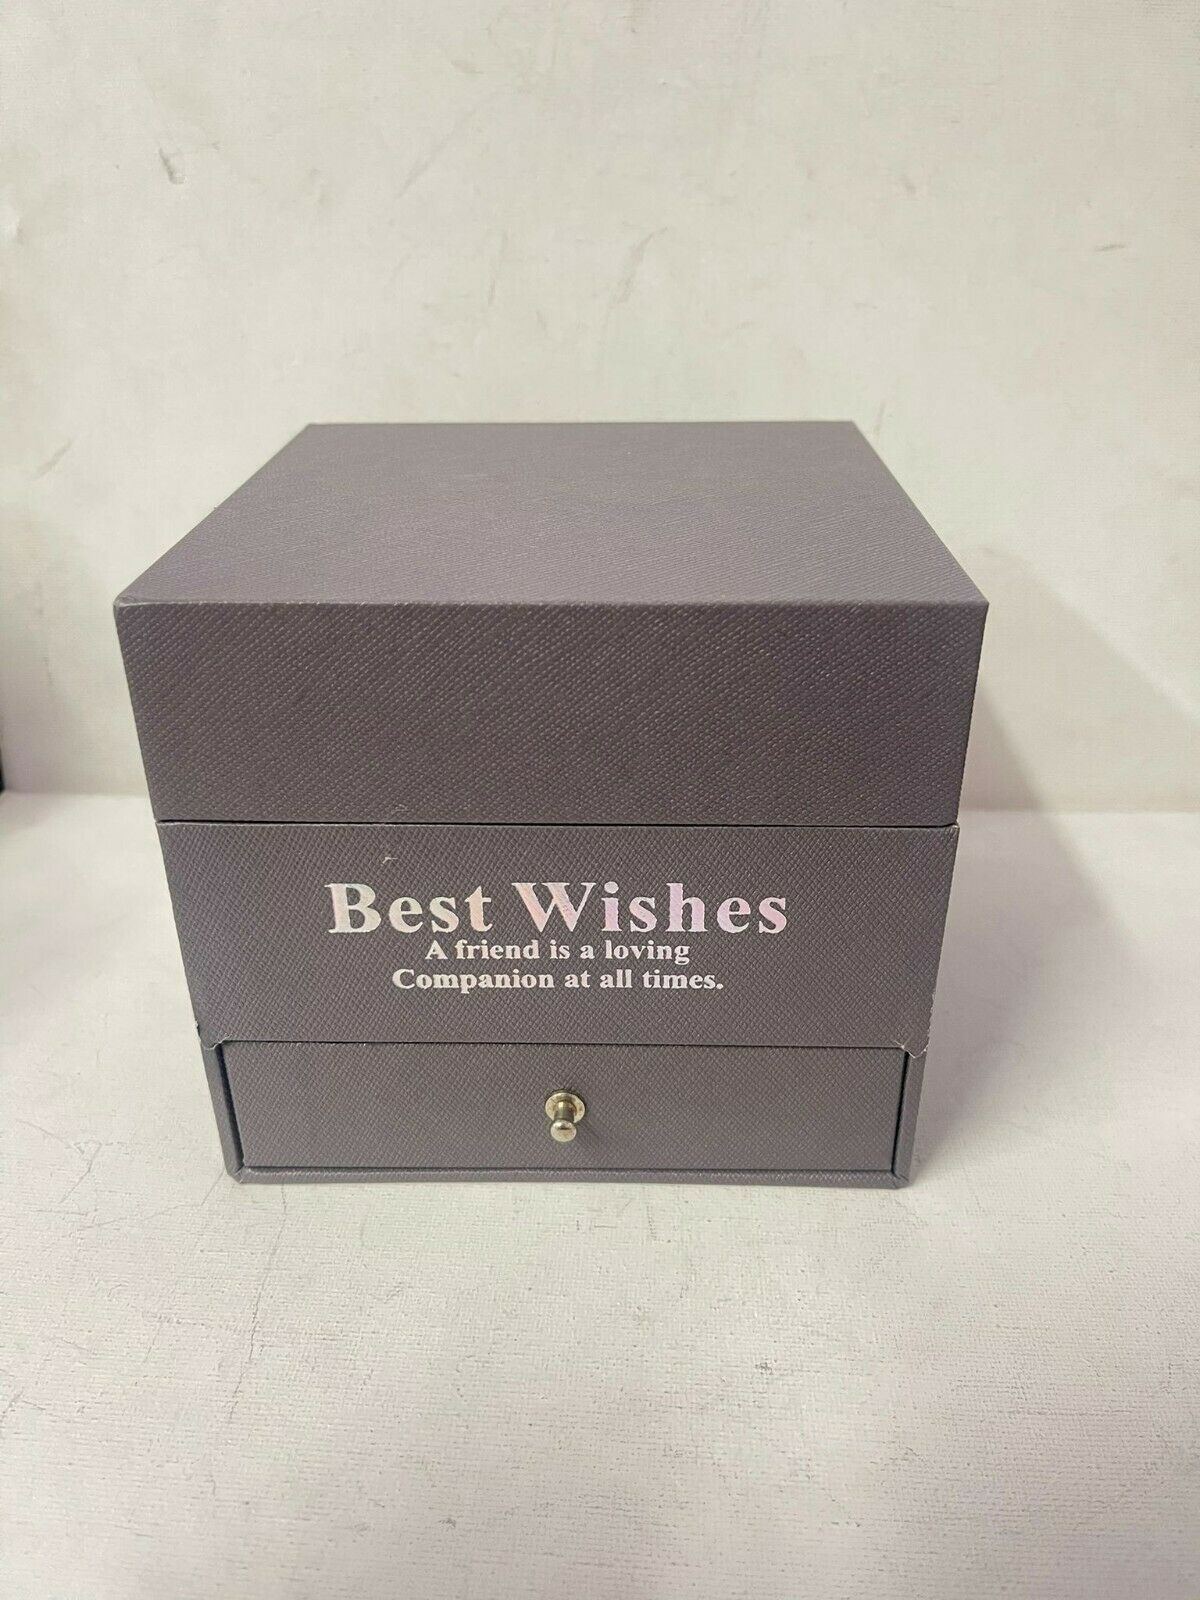 Best Wishes
A friend is a loving
Companion at all times.